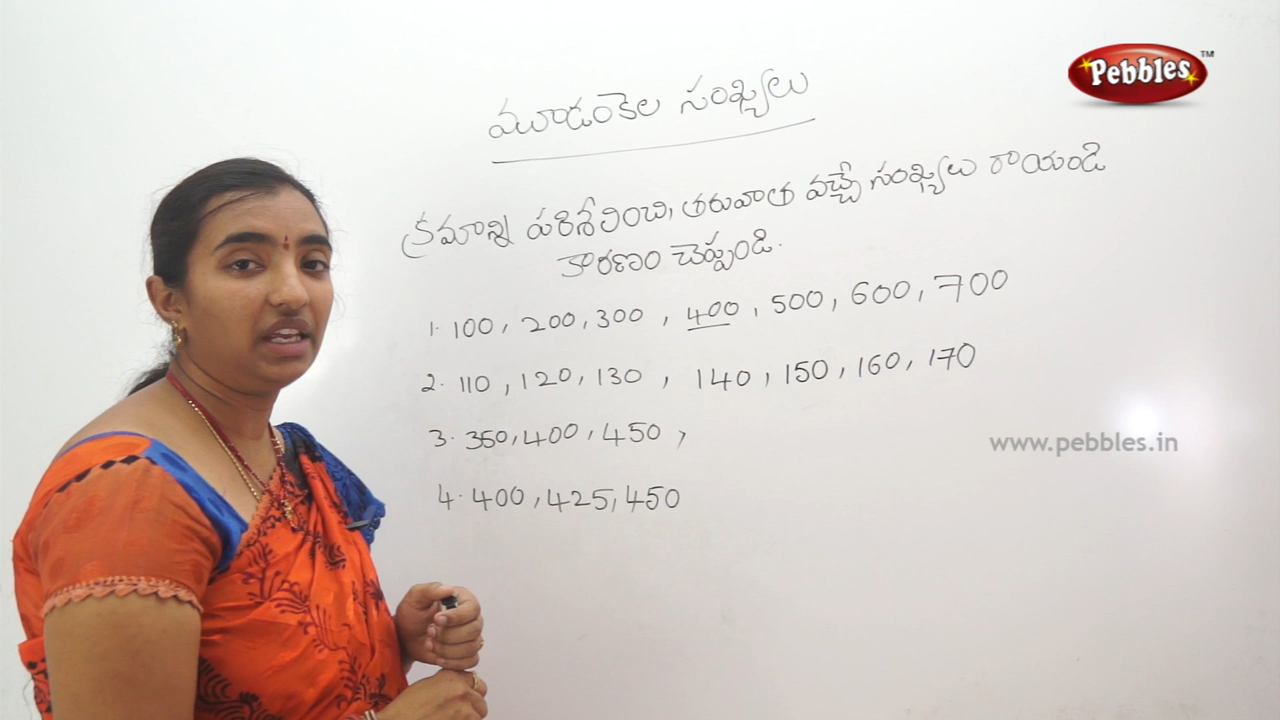 Pebbles™
మూడంకెల సంఖ్యలు
క్రమాన్ని పరిశీలించి, తరువాత వచ్చే సంఖ్యలు రాయండి
కారణం చెప్పండి.
1. 100, 200, 300, 400, 500, 600, 700
2. 110, 120, 130, 140, 150, 160, 170
3. 350, 400, 450,
4. 400, 425, 450
www.pebbles.in